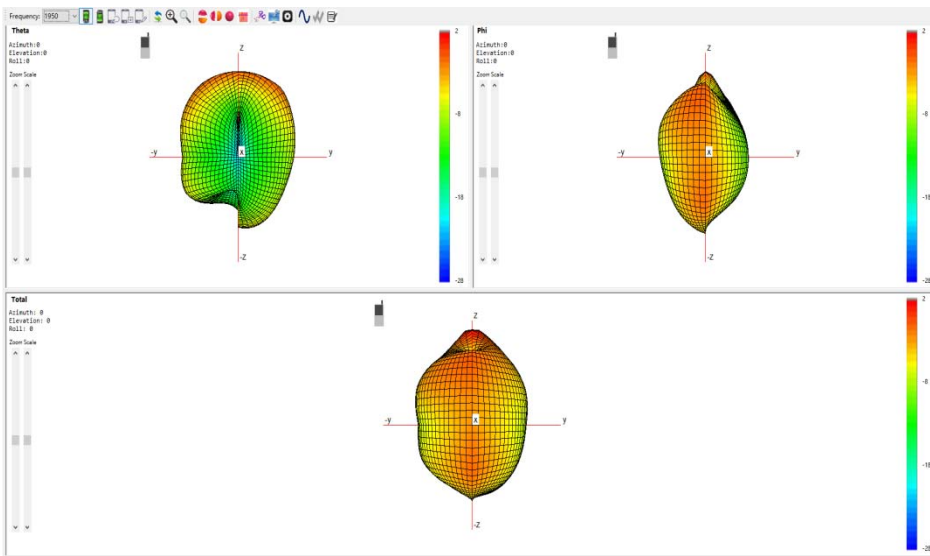 Frequency: 1950
Theta
Azimuth:0
Elevation:0
Roll:0
Zoom Scale
Z
-y
x
y
-Z
2
-8
-18
-28
Phi
Azimuth:0
Elevation:0
Roll:0
Zoom Scale
Z
-y
x
y
-Z
2
-8
-18
-28
Total
Azimuth: 0
Elevation: 0
Roll: 0
Zoom Scale
Z
-y
x
y
-Z
2
-8
-18
-28